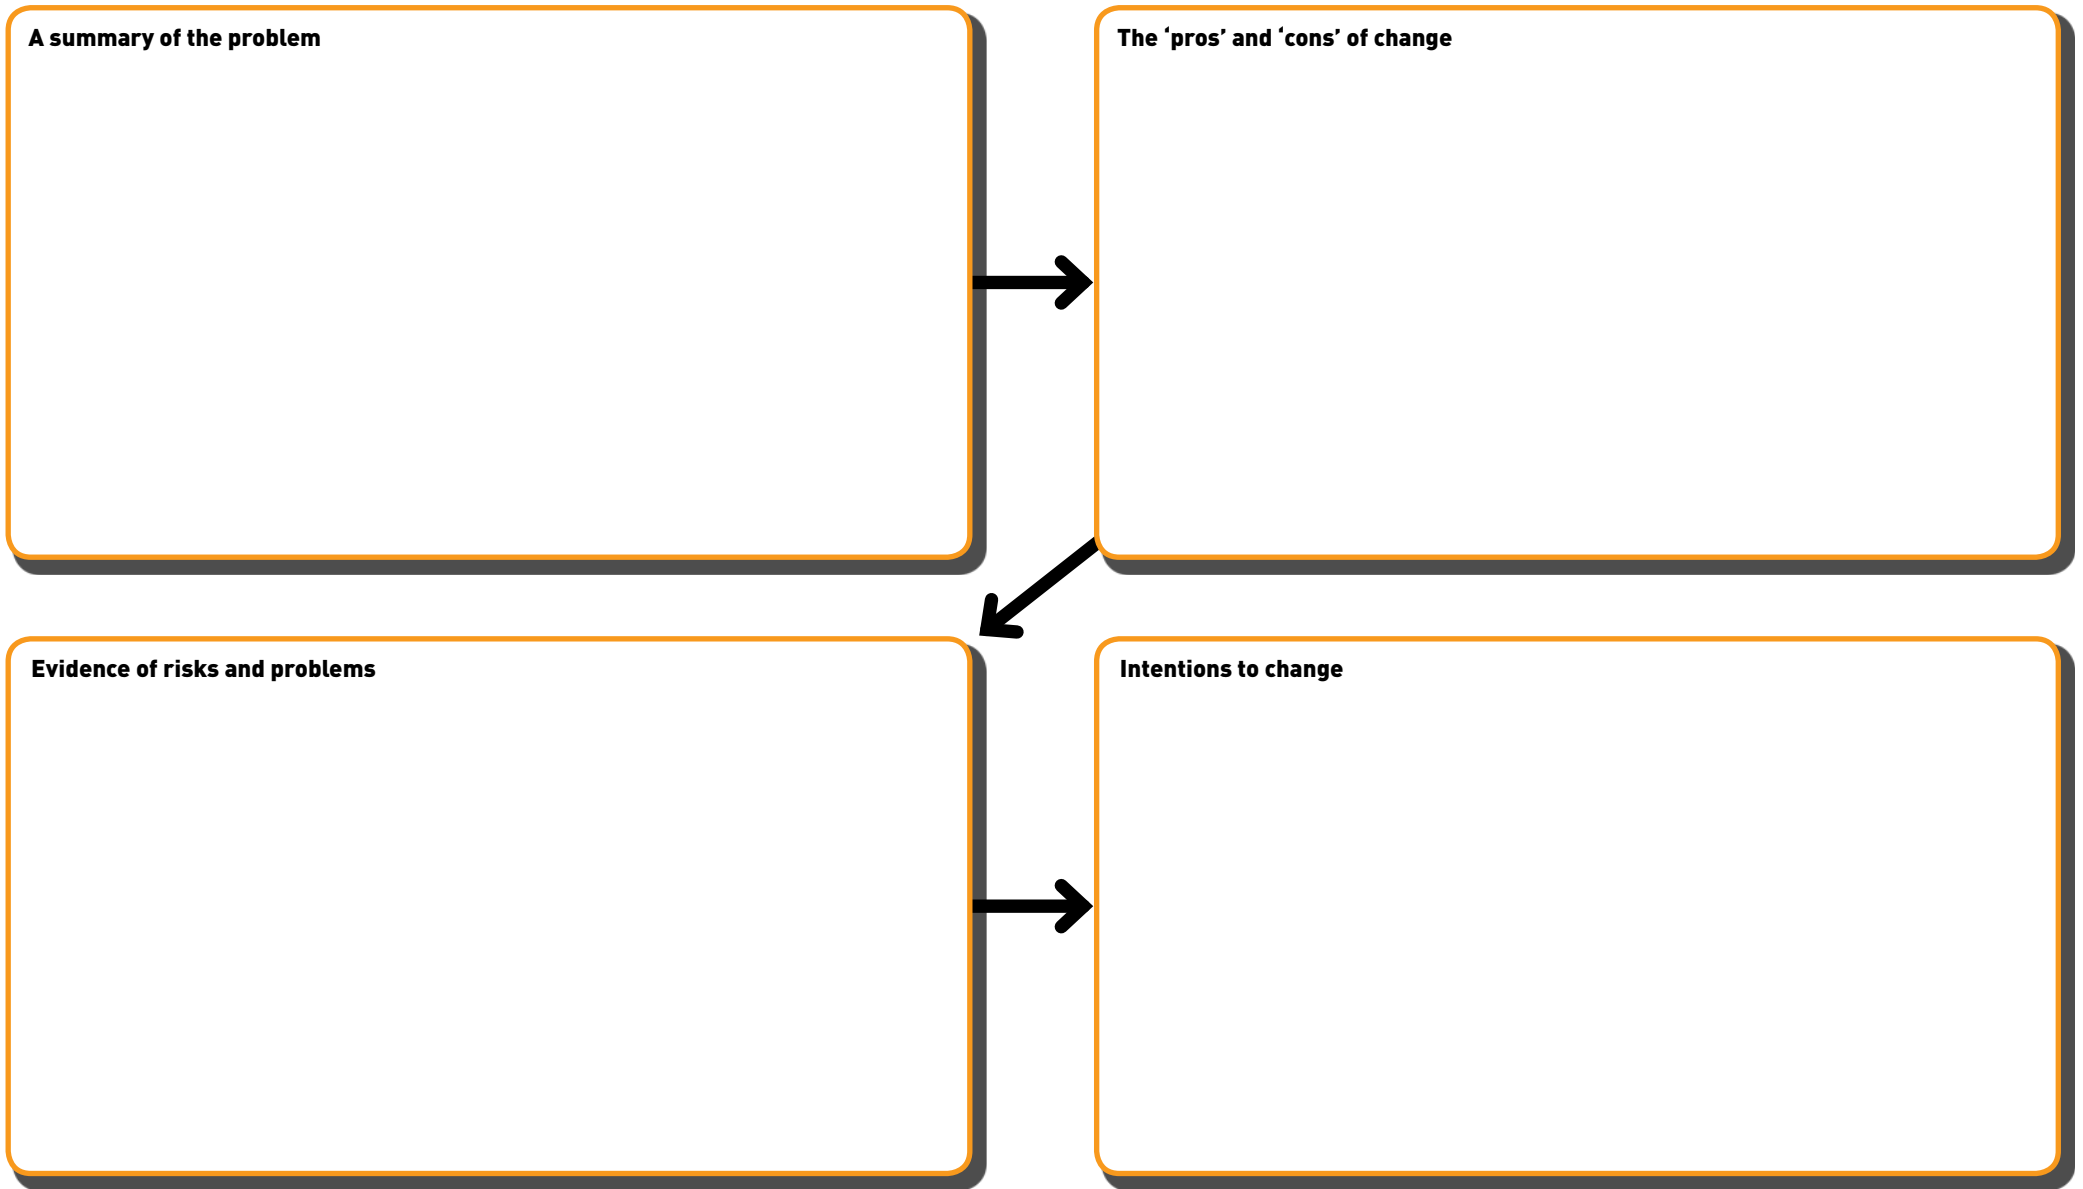 A summary of the problem
The ‘pros’ and ‘cons’ of change
Evidence of risks and problems
Intentions to change